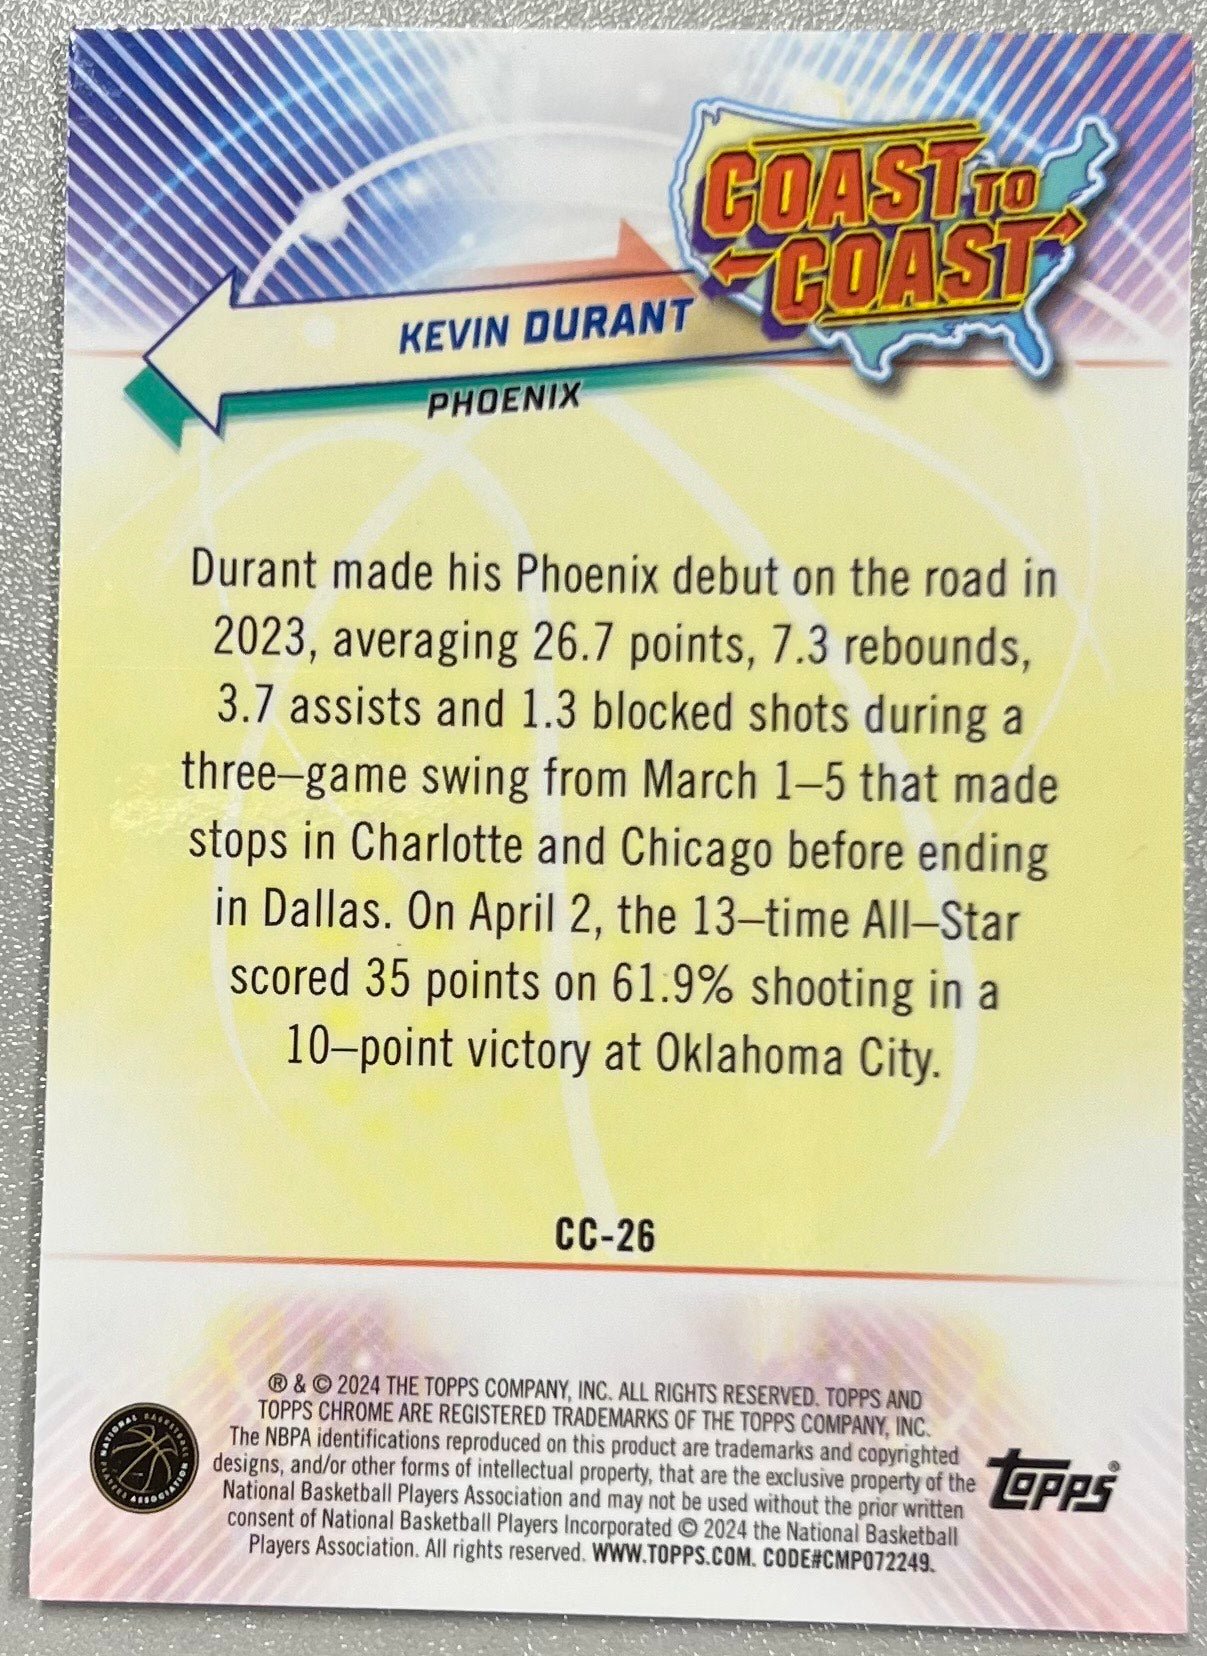 COAST TO
COAST
KEVIN DURANT
PHOENIX
Durant made his Phoenix debut on the road in
2023, averaging 26.7 points, 7.3 rebounds,
3.7 assists and 1.3 blocked shots during a
three–game swing from March 1–5 that made
stops in Charlotte and Chicago before ending
in Dallas. On April 2, the 13–time All–Star
scored 35 points on 61.9% shooting in a
10–point victory at Oklahoma City.
CC-26
® & © 2024 THE TOPPS COMPANY, INC. ALL RIGHTS RESERVED. TOPPS AND
TOPPS CHROME ARE REGISTERED TRADEMARKS OF THE TOPPS COMPANY, INC.
The NBPA identifications reproduced on this product are trademarks and copyrighted
designs, and/or other forms of intellectual property, that are the exclusive property of the
National Basketball Players Association and may not be used without the prior written
consent of National Basketball Players Incorporated © 2024 the National Basketball
Players Association. All rights reserved. WWW.TOPPS.COM. CODE#CMP072249.
NATIONAL BASKETBALL PLAYERS ASSOCIATION
TOPPS®